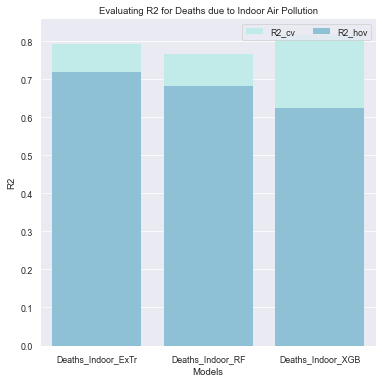 Evaluating R2 for Deaths due to Indoor Air Pollution
R2_cv R2_hov
0.8
0.7
0.6
0.5
0.4
0.3
0.2
0.1
0.0
R2
Deaths_Indoor_ExTr Deaths_Indoor_RF Deaths_Indoor_XGB
Models